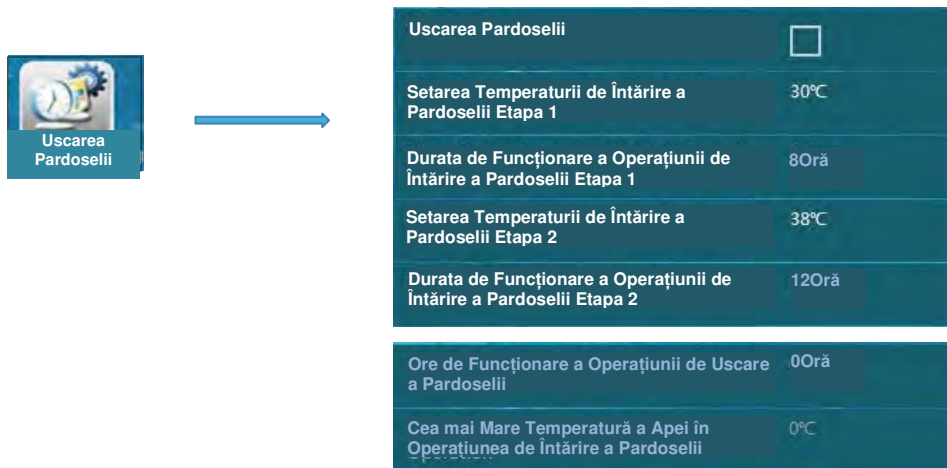 Uscarea
Pardoselii
Uscarea Pardoselii
Setarea Temperaturii de Întărire a
Pardoselii Etapa 1
30℃
Durata de Funcționare a Operațiunii de
Întărire a Pardoselii Etapa 1
8Oră
Setarea Temperaturii de Întărire a
Pardoselii Etapa 2
38℃
Durata de Funcționare a Operațiunii de
Întărire a Pardoselii Etapa 2
12Oră
Ore de Funcționare a Operațiunii de Uscare
a Pardoselii
0Oră
Cea mai Mare Temperatură a Apei în
Operațiunea de Întărire a Pardoselii
0℃